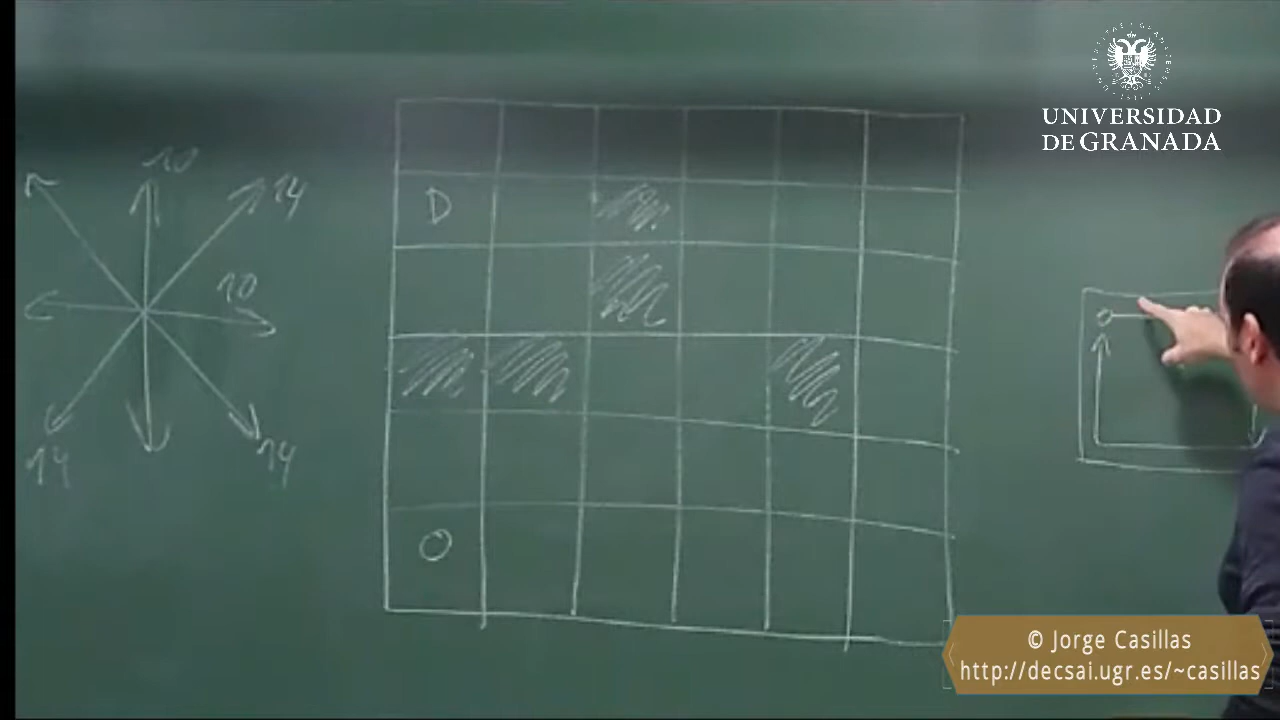 UNIVERSIDAD
DE GRANADA
10
14
10
14
14
D
O
O
© Jorge Casillas
http://decsai.ugr.es/~casillas